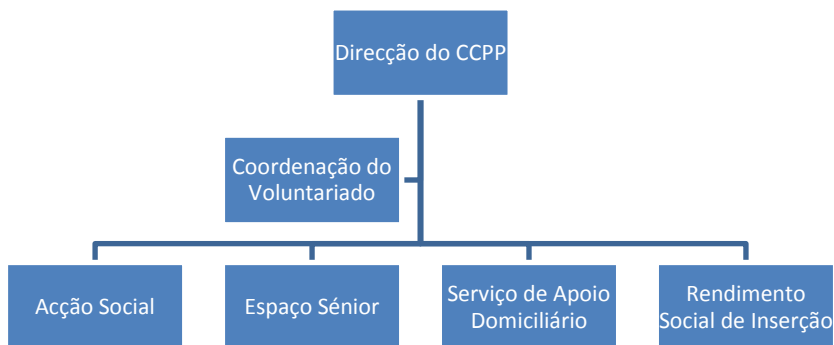 Direcção do CCPP
Coordenação do
Voluntariado
Acção Social
Espaço Sénior
Serviço de Apoio
Domiciliário
Rendimento
Social de Inserção